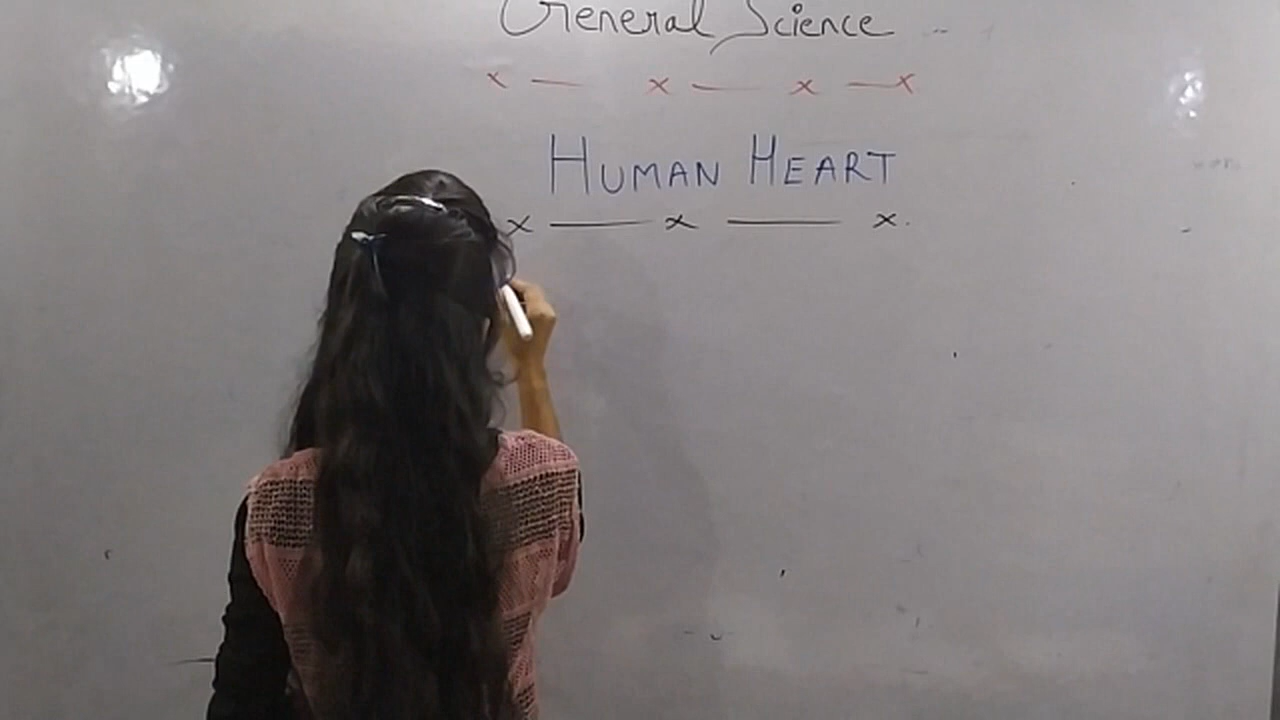 General Science
x — x — x — x
HUMAN HEART
x — x — x.